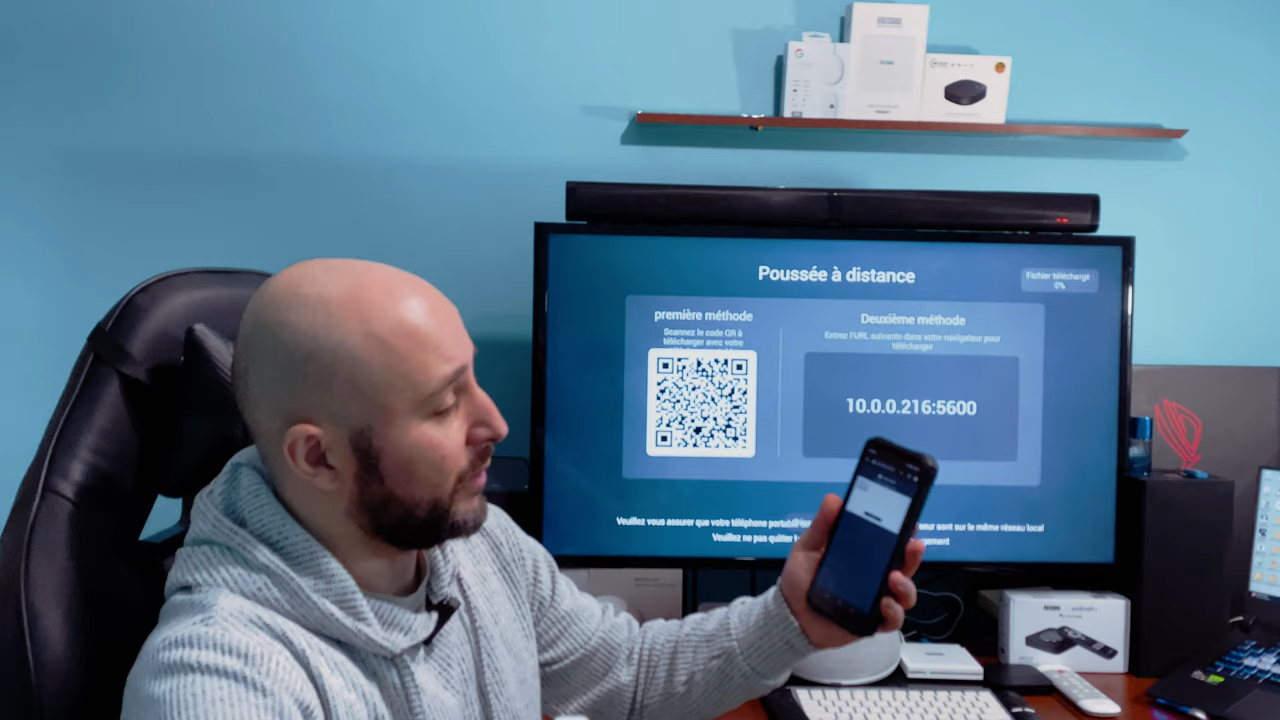 Poussée à distance
Fichier téléchargé :
0%
première méthode
Scannez le code QR à
télécharger avec votre
Deuxième méthode
Entrez l'URL suivante dans votre navigateur pour
télécharger
10.0.0.216:5600
Veuillez vous assurer que votre téléphone portable
seur sont sur le même réseau local
Veuillez ne pas quitter
gement